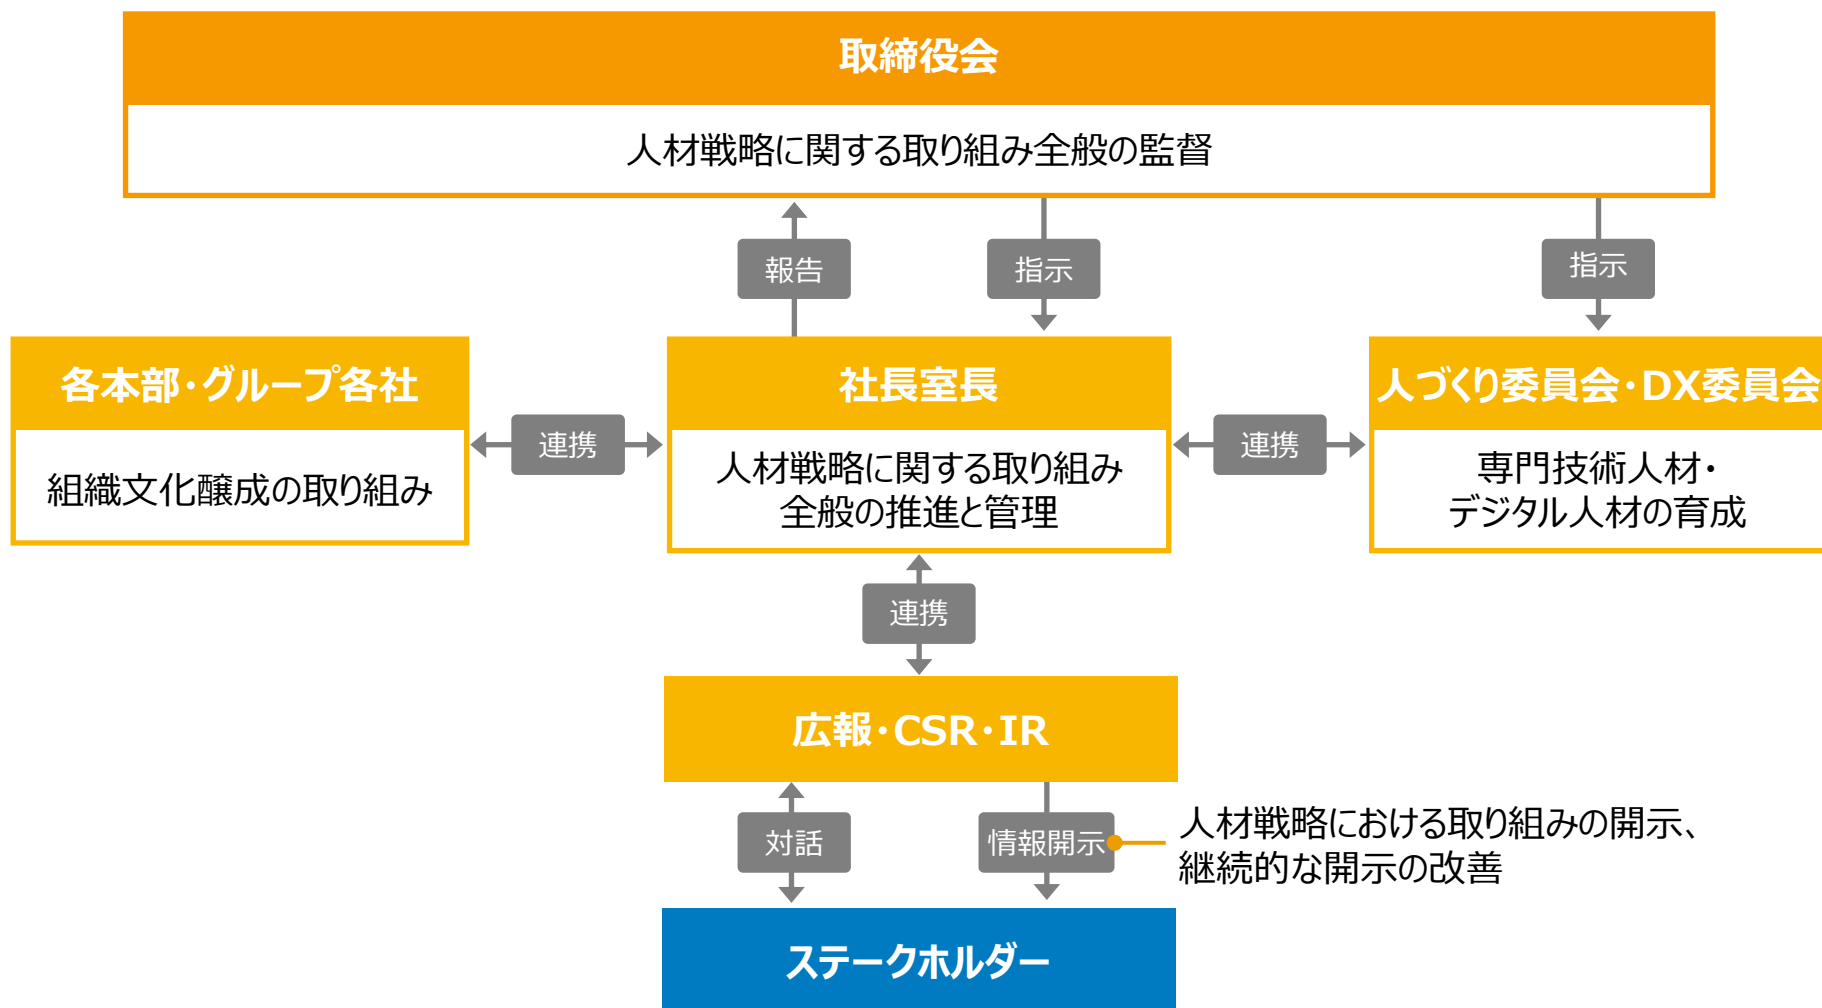 取締役会
人材戦略に関する取り組み全般の監督
報告
指示
指示
各本部・グループ各社
組織文化醸成の取り組み
連携
社長室長
人材戦略に関する取り組み
全般の推進と管理
連携
人づくり委員会・DX委員会
専門技術人材・
デジタル人材の育成
連携
広報・CSR・IR
対話
情報開示
人材戦略における取り組みの開示、
継続的な開示の改善
ステークホルダー